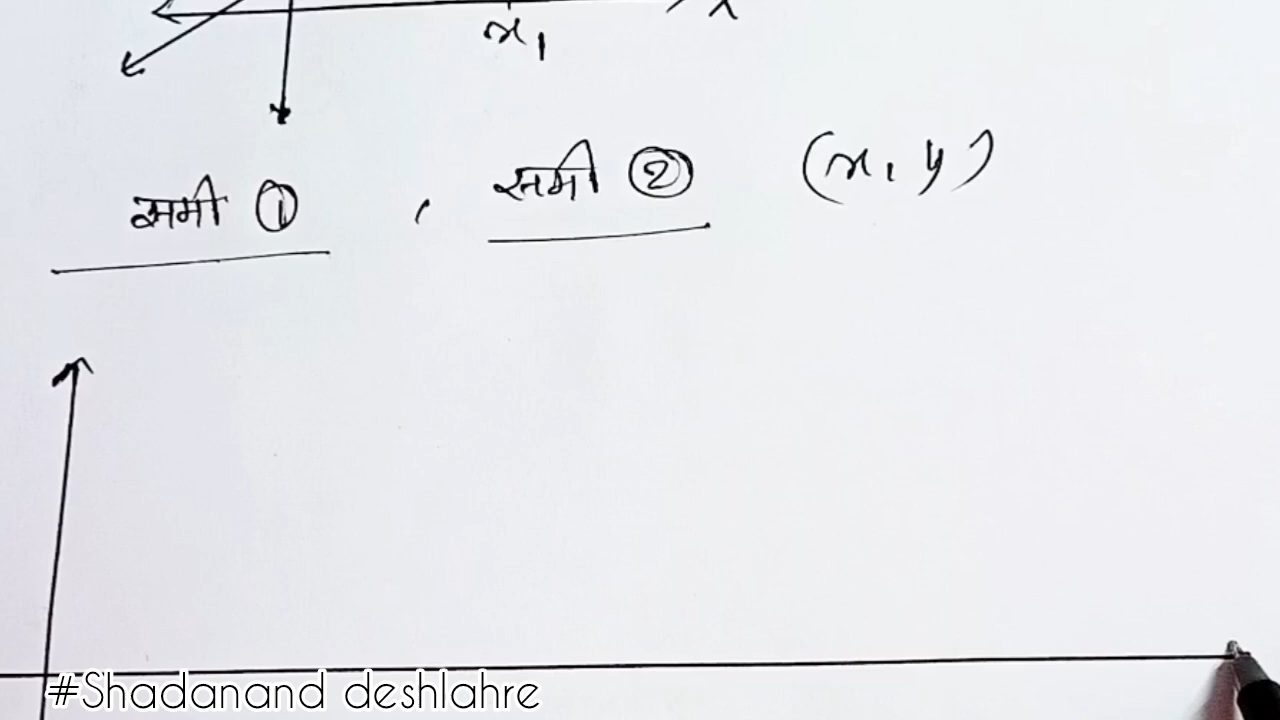 x
x₁
समी ① , समी ② (x, y)
#Shadanand deshlahre